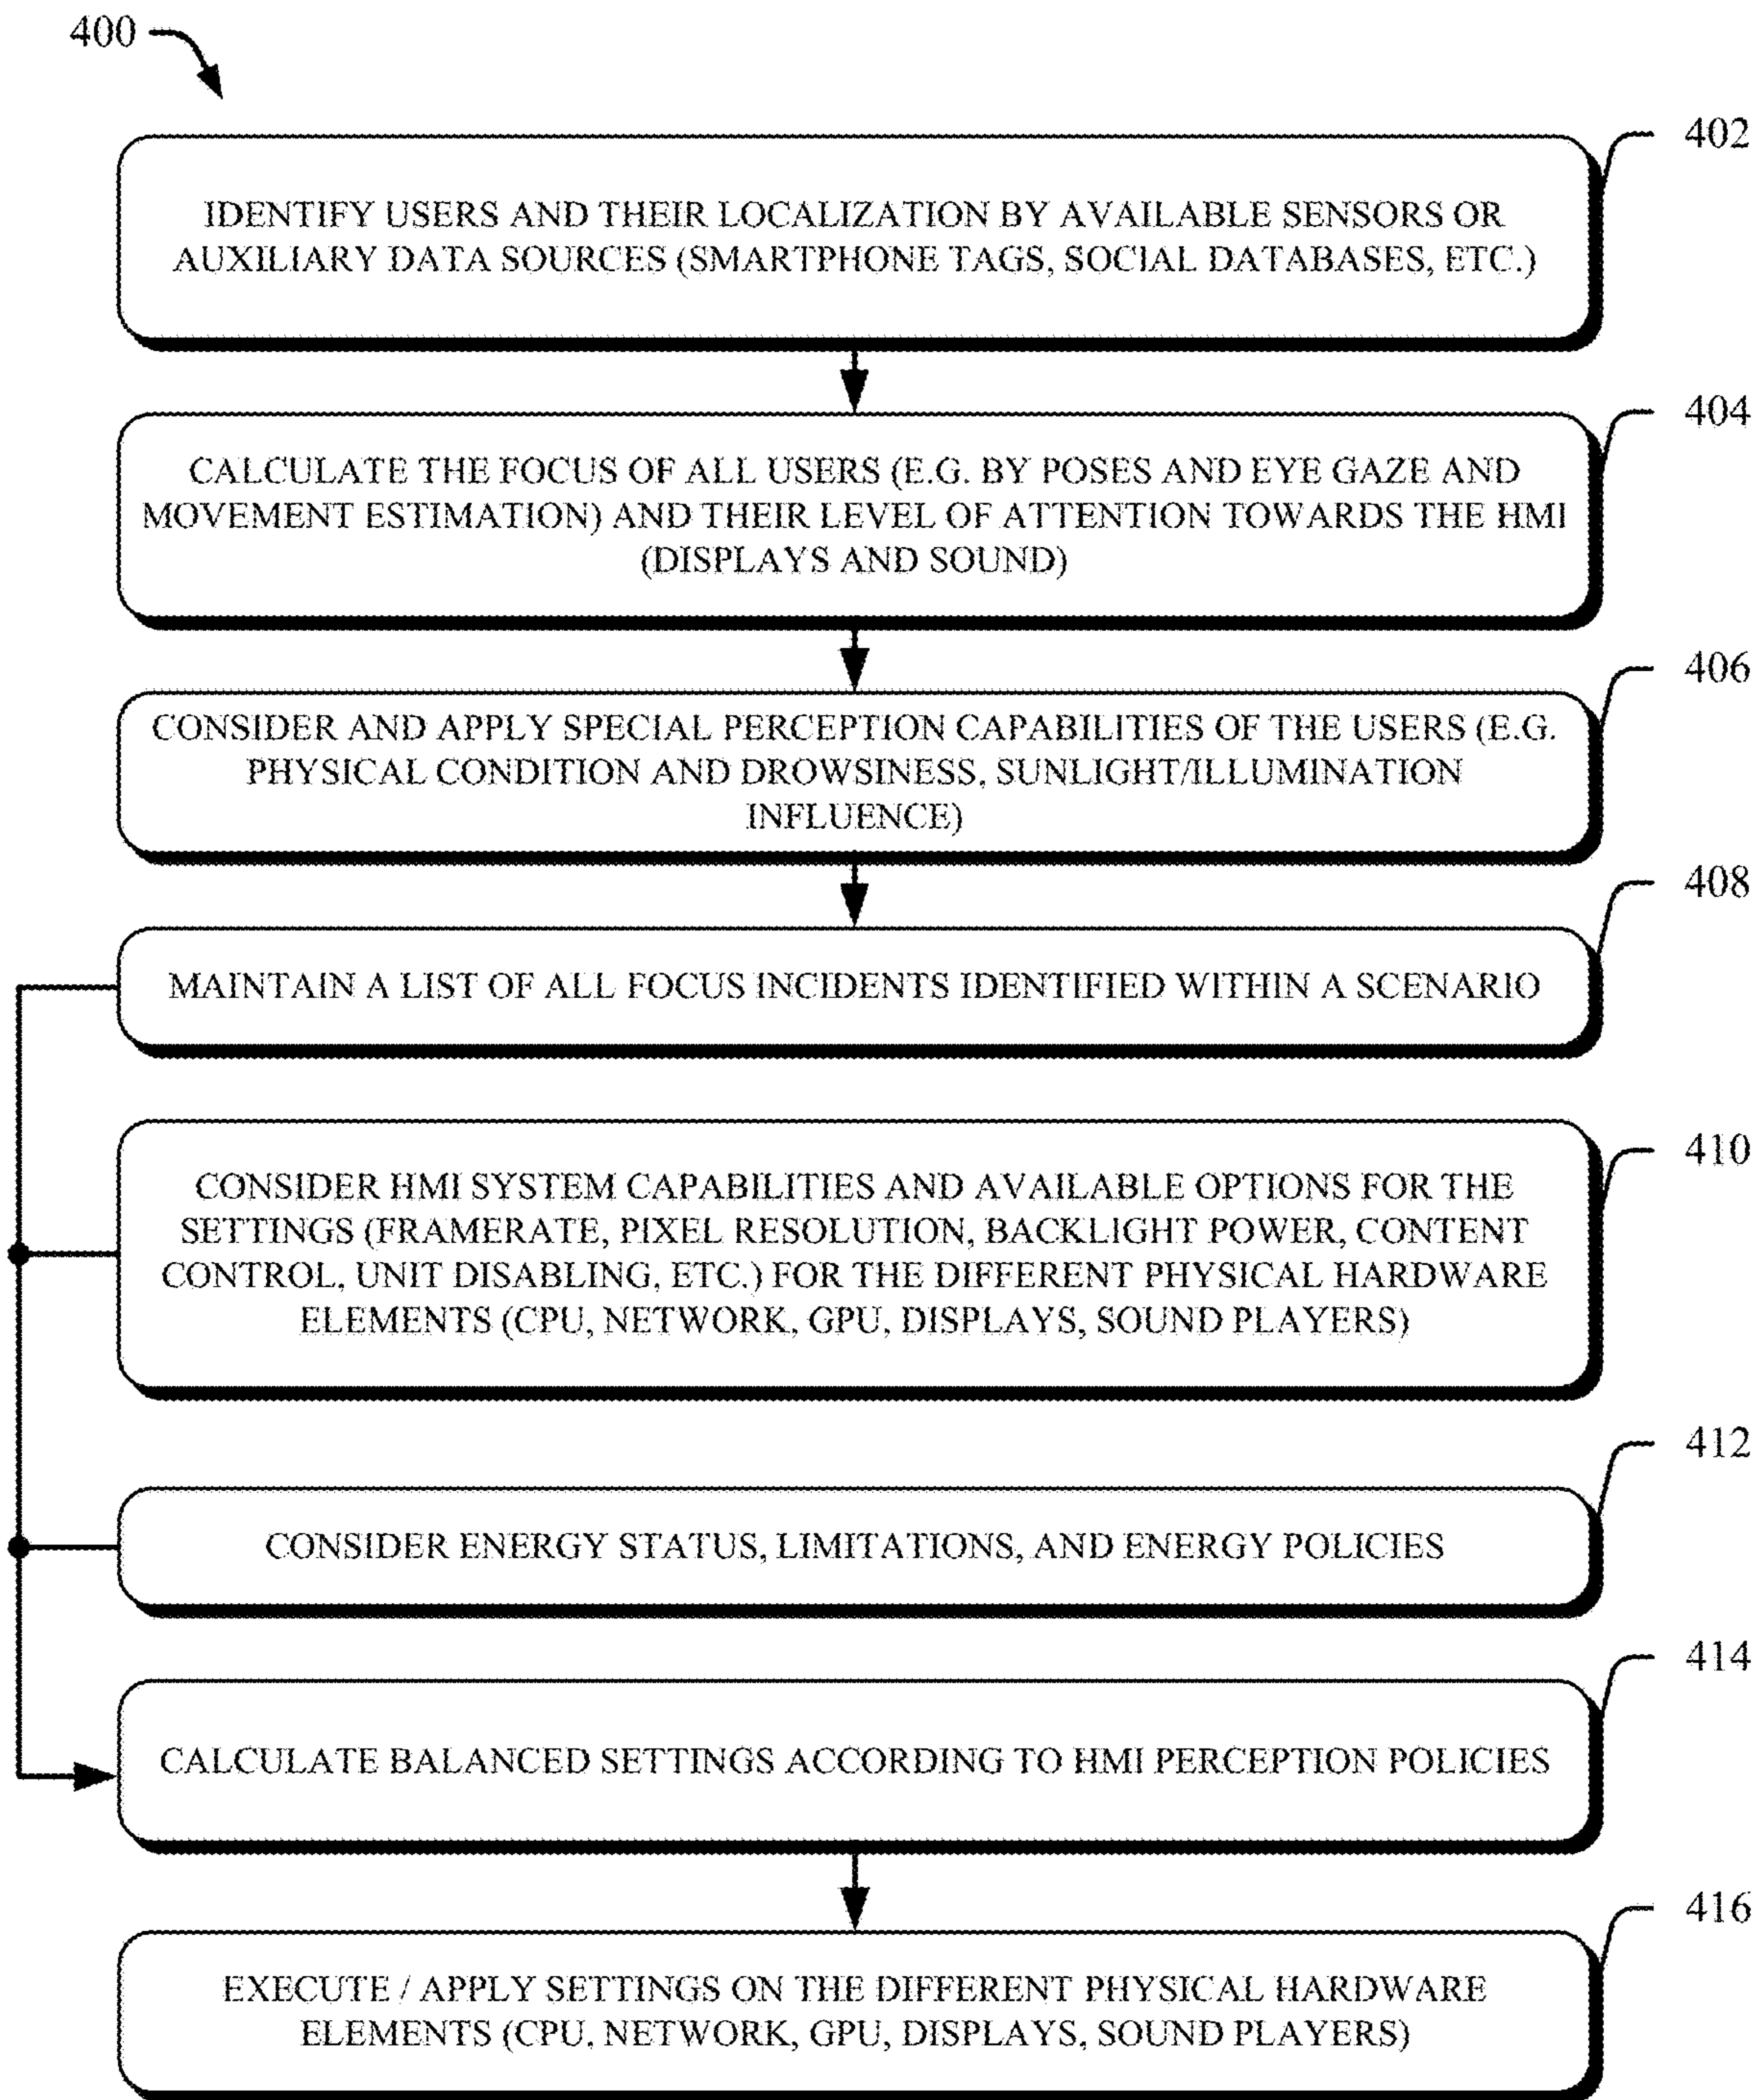 400
402
IDENTIFY USERS AND THEIR LOCALIZATION BY AVAILABLE SENSORS OR
AUXILIARY DATA SOURCES (SMARTPHONE TAGS, SOCIAL DATABASES, ETC.)
404
CALCULATE THE FOCUS OF ALL USERS (E.G. BY POSES AND EYE GAZE AND
MOVEMENT ESTIMATION) AND THEIR LEVEL OF ATTENTION TOWARDS THE HMI
(DISPLAYS AND SOUND)
406
CONSIDER AND APPLY SPECIAL PERCEPTION CAPABILITIES OF THE USERS (E.G.
PHYSICAL CONDITION AND DROWSINESS, SUNLIGHT/ILLUMINATION
INFLUENCE)
408
MAINTAIN A LIST OF ALL FOCUS INCIDENTS IDENTIFIED WITHIN A SCENARIO
410
CONSIDER HMI SYSTEM CAPABILITIES AND AVAILABLE OPTIONS FOR THE
SETTINGS (FRAMERATE, PIXEL RESOLUTION, BACKLIGHT POWER, CONTENT
CONTROL, UNIT DISABLING, ETC.) FOR THE DIFFERENT PHYSICAL HARDWARE
ELEMENTS (CPU, NETWORK, GPU, DISPLAYS, SOUND PLAYERS)
412
CONSIDER ENERGY STATUS, LIMITATIONS, AND ENERGY POLICIES
414
CALCULATE BALANCED SETTINGS ACCORDING TO HMI PERCEPTION POLICIES
416
EXECUTE / APPLY SETTINGS ON THE DIFFERENT PHYSICAL HARDWARE
ELEMENTS (CPU, NETWORK, GPU, DISPLAYS, SOUND PLAYERS)